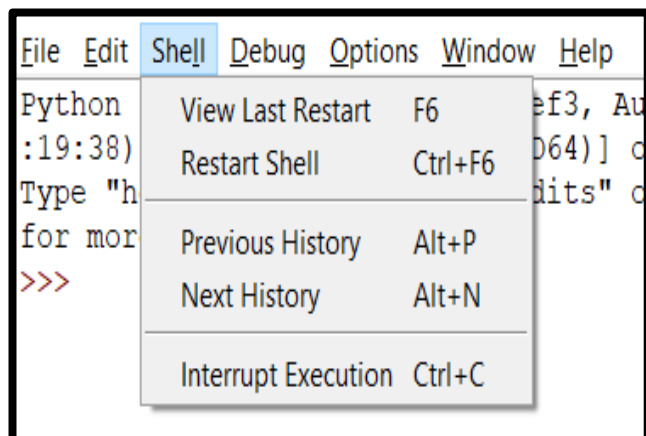 File Edit Shell Debug Options Window Help
Python ef3, Au
:19:38) D64)] o
Type "h dits" o
for mor
>>>
View Last Restart F6
Restart Shell Ctrl+F6
Previous History Alt+P
Next History Alt+N
Interrupt Execution Ctrl+C